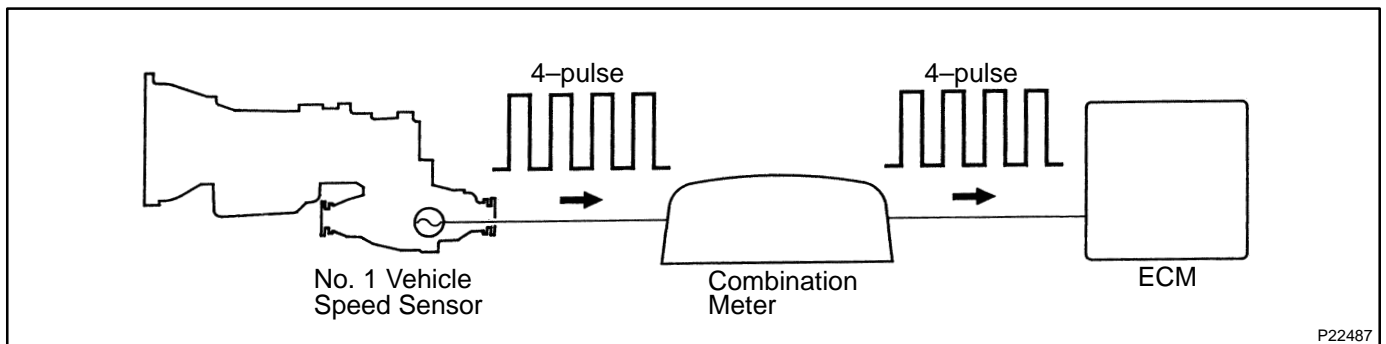 4–pulse
4–pulse
No. 1 Vehicle
Speed Sensor
Combination
Meter
ECM
P22487